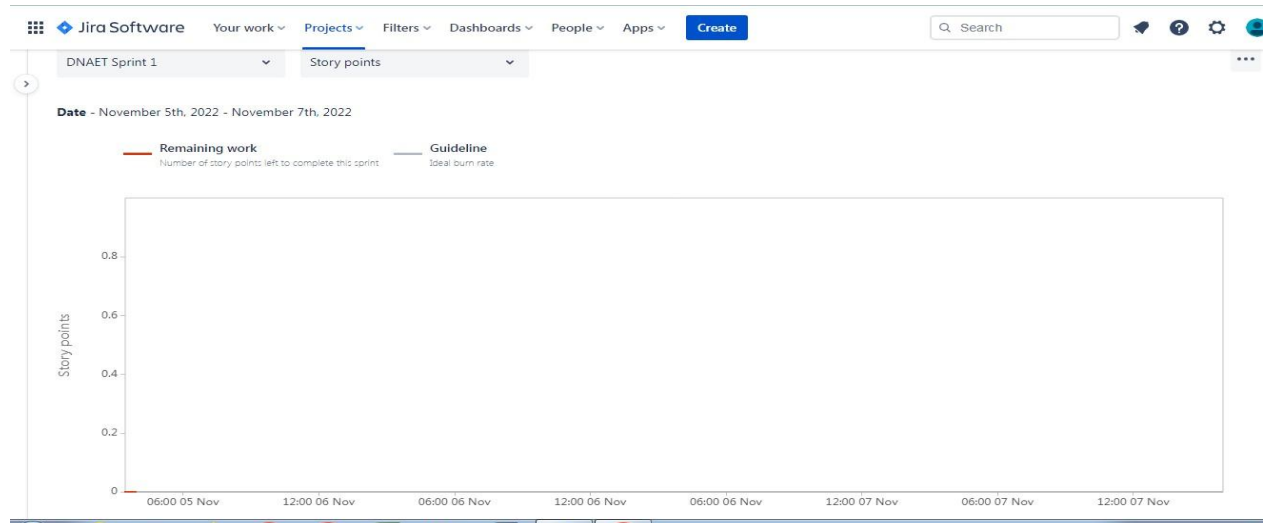 Jira Software Your work Projects Filters Dashboards People Apps Create Search
DNAET Sprint 1 Story points
Date - November 5th, 2022 - November 7th, 2022
Remaining work Guideline
Number of story points left to complete this sprint Ideal burn rate
0.8
0.6
0.4
0.2
0
Story points
06:00 05 Nov 12:00 06 Nov 06:00 06 Nov 12:00 06 Nov 06:00 06 Nov 12:00 07 Nov 06:00 07 Nov 12:00 07 Nov